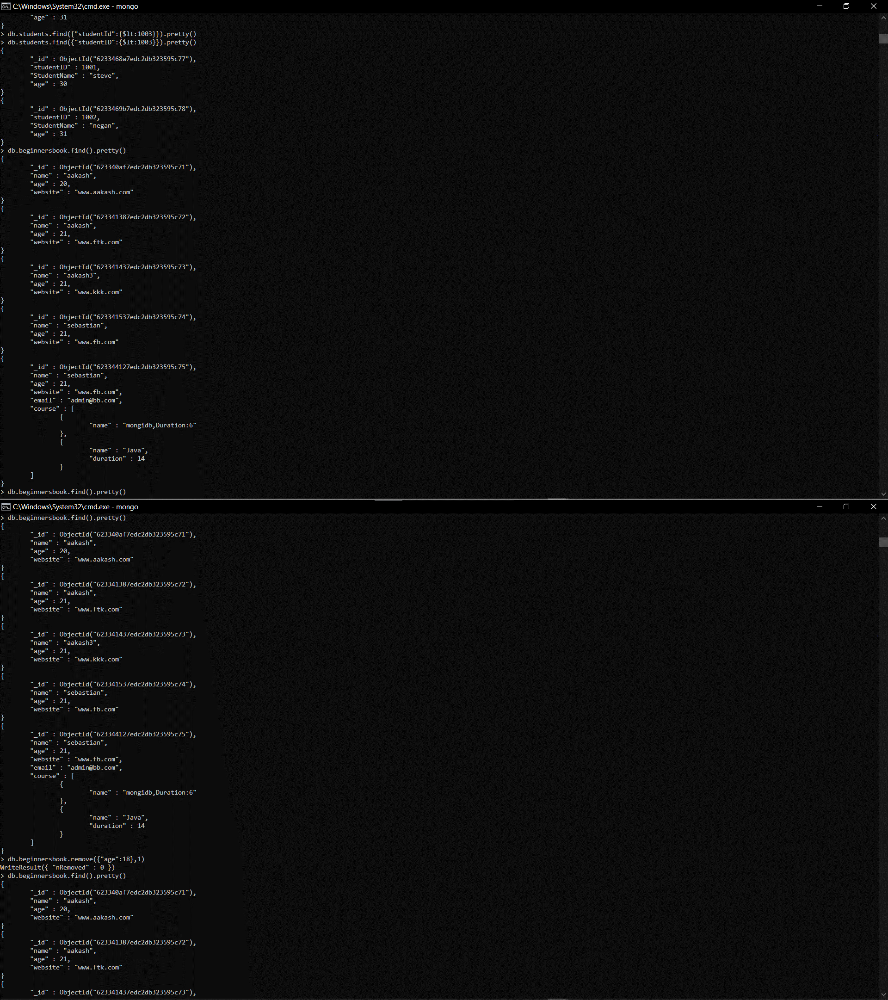 C:\Windows\System32\cmd.exe - mongo
        "age" : 31
}
> db.students.find({"studentId":{$lt:1003}}).pretty()
> db.students.find({"studentID":{$lt:1003}}).pretty()
{
        "_id" : ObjectId("6233468a7edc2db323595c77"),
        "studentID" : 1001,
        "StudentName" : "steve",
        "age" : 30
}
{
        "_id" : ObjectId("6233469b7edc2db323595c78"),
        "studentID" : 1002,
        "StudentName" : "negan",
        "age" : 31
}
> db.beginnersbook.find().pretty()
{
        "_id" : ObjectId("623340af7edc2db323595c71"),
        "name" : "aakash",
        "age" : 20,
        "website" : "www.aakash.com"
}
{
        "_id" : ObjectId("623341387edc2db323595c72"),
        "name" : "aakash",
        "age" : 21,
        "website" : "www.ftk.com"
}
{
        "_id" : ObjectId("623341437edc2db323595c73"),
        "name" : "aakash3",
        "age" : 21,
        "website" : "www.kkk.com"
}
{
        "_id" : ObjectId("623341537edc2db323595c74"),
        "name" : "sebastian",
        "age" : 21,
        "website" : "www.fb.com"
}
{
        "_id" : ObjectId("623344127edc2db323595c75"),
        "name" : "sebastian",
        "age" : 21,
        "website" : "www.fb.com",
        "email" : "admin@bb.com",
        "course" : [
                {
                        "name" : "mongidb,Duration:6"
                },
                {
                        "name" : "Java",
                        "duration" : 14
                }
        ]
}
> db.beginnersbook.find().pretty()
C:\Windows\System32\cmd.exe - mongo
> db.beginnersbook.find().pretty()
{
        "_id" : ObjectId("623340af7edc2db323595c71"),
        "name" : "aakash",
        "age" : 20,
        "website" : "www.aakash.com"
}
{
        "_id" : ObjectId("623341387edc2db323595c72"),
        "name" : "aakash",
        "age" : 21,
        "website" : "www.ftk.com"
}
{
        "_id" : ObjectId("623341437edc2db323595c73"),
        "name" : "aakash3",
        "age" : 21,
        "website" : "www.kkk.com"
}
{
        "_id" : ObjectId("623341537edc2db323595c74"),
        "name" : "sebastian",
        "age" : 21,
        "website" : "www.fb.com"
}
{
        "_id" : ObjectId("623344127edc2db323595c75"),
        "name" : "sebastian",
        "age" : 21,
        "website" : "www.fb.com",
        "email" : "admin@bb.com",
        "course" : [
                {
                        "name" : "mongidb,Duration:6"
                },
                {
                        "name" : "Java",
                        "duration" : 14
                }
        ]
}
> db.beginnersbook.remove({"age":18},1)
WriteResult({ "nRemoved" : 0 })
> db.beginnersbook.find().pretty()
{
        "_id" : ObjectId("623340af7edc2db323595c71"),
        "name" : "aakash",
        "age" : 20,
        "website" : "www.aakash.com"
}
{
        "_id" : ObjectId("623341387edc2db323595c72"),
        "name" : "aakash",
        "age" : 21,
        "website" : "www.ftk.com"
}
{
        "_id" : ObjectId("623341437edc2db323595c73"),